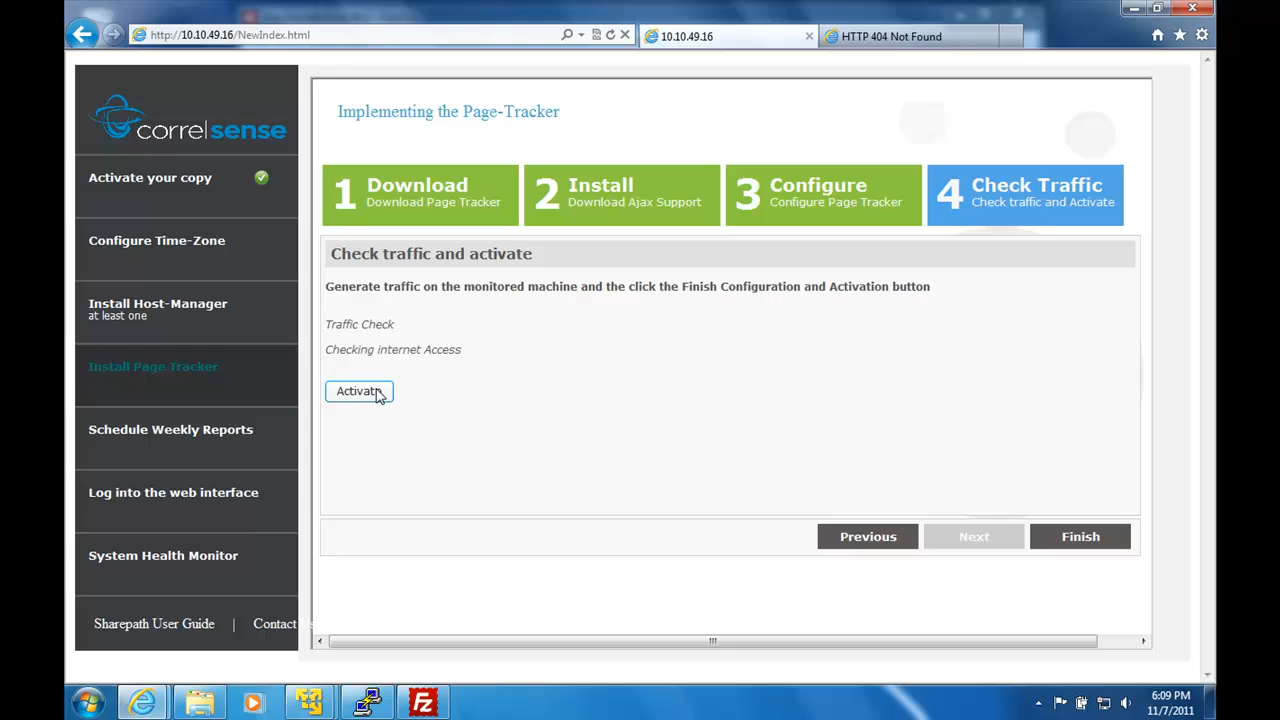 http://10.10.49.16/NewIndex.html
10.10.49.16
HTTP 404 Not Found
correlsense
Activate your copy
Configure Time-Zone
Install Host-Manager
at least one
Install Page Tracker
Schedule Weekly Reports
Log into the web interface
System Health Monitor
Sharepath User Guide | Contact
Implementing the Page-Tracker
1 Download
Download Page Tracker
2 Install
Download Ajax Support
3 Configure
Configure Page Tracker
4 Check Traffic
Check traffic and Activate
Check traffic and activate
Generate traffic on the monitored machine and the click the Finish Configuration and Activation button
Traffic Check
Checking internet Access
Activate
Previous
Next
Finish
6:09 PM
11/7/2011